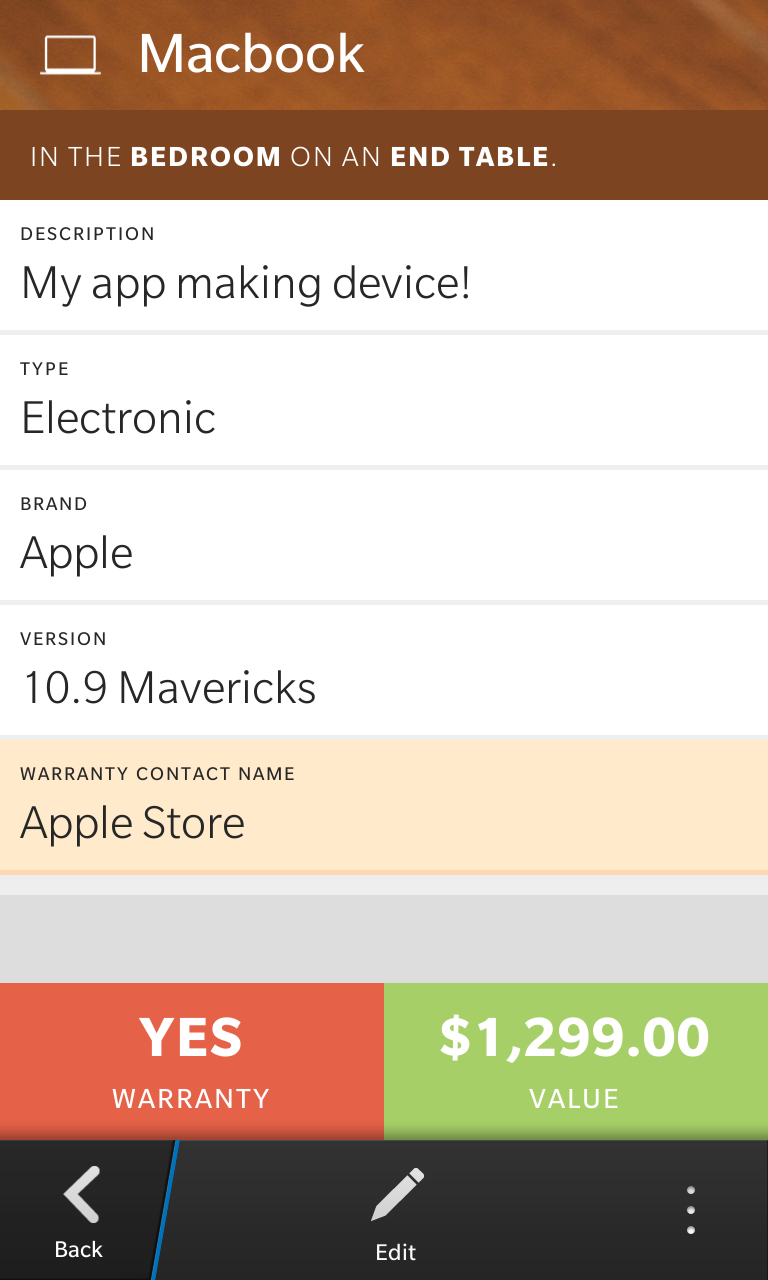 Macbook
IN THE BEDROOM ON AN END TABLE.
DESCRIPTION
My app making device!
TYPE
Electronic
BRAND
Apple
VERSION
10.9 Mavericks
WARRANTY CONTACT NAME
Apple Store
YES
WARRANTY
$1,299.00
VALUE
Back
Edit